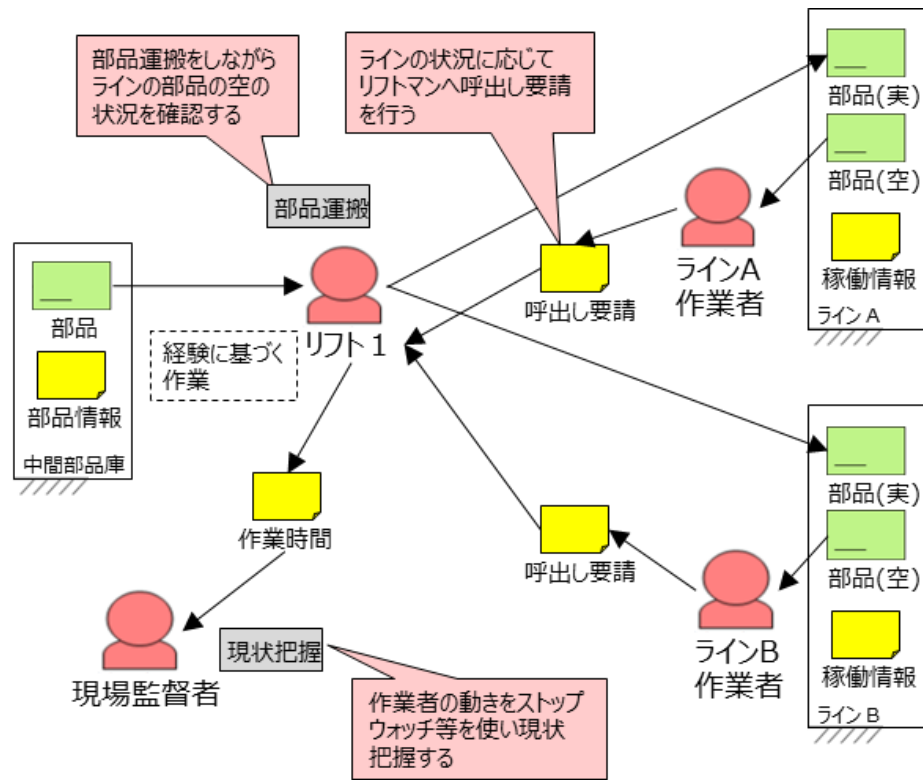 部品運搬をしながら
ラインの部品の空の
状況を確認する
ラインの状況に応じて
リフトマンへ呼出し要請
を行う
部品(実)
部品(空)
稼働情報
ラインA
部品運搬
ラインA
作業者
呼出し要請
部品
部品情報
中間部品庫
リフト1
経験に基づく
作業
作業時間
呼出し要請
部品(実)
部品(空)
稼働情報
ラインB
ラインB
作業者
現場監督者
現状把握
作業者の動きをストップ
ウォッチ等を使い現状
把握する